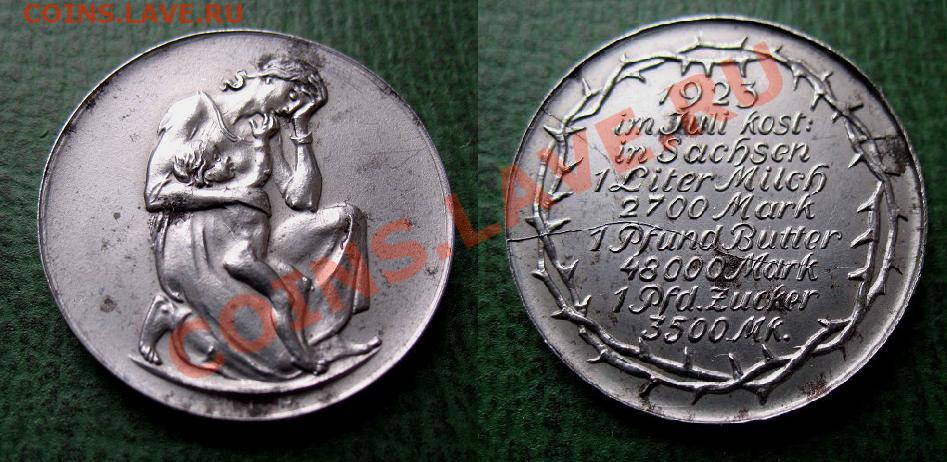 COINS.LAVE.RU
1923
im Juli kost:
in Sachsen
1 Liter Milch
2700 Mark
1 Pfund Butter
48000 Mark
1 Pfd. Zucker
3500 Mk.
COINS.LAVE.RU